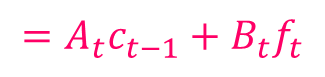 = A_t c_{t-1} + B_t f_t